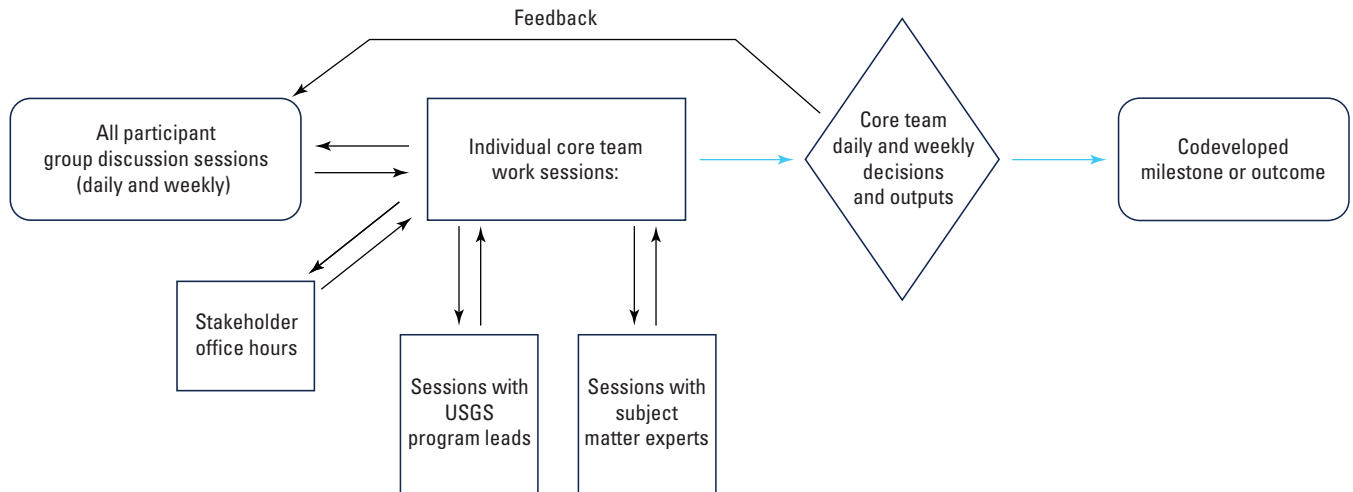 Feedback
All participant
group discussion sessions
(daily and weekly)
Individual core team
work sessions:
Core team
daily and weekly
decisions
and outputs
Codeveloped
milestone or outcome
Stakeholder
office hours
Sessions with
USGS
program leads
Sessions with
subject
matter experts